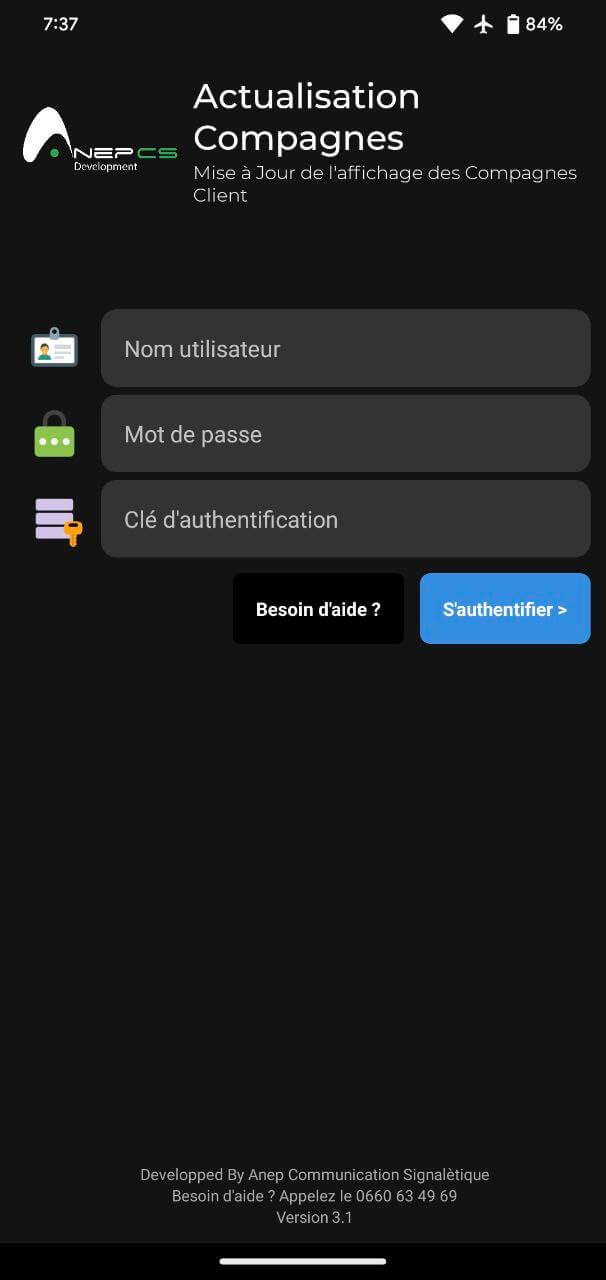 7:37
84%
Actualisation
Compagnes
Mise à Jour de l'affichage des Compagnes
Client
NEPCS
Development
Nom utilisateur
Mot de passe
Clé d'authentification
Besoin d'aide ?
S'authentifier >
Developped By Anep Communication Signalètique
Besoin d'aide ? Appelez le 0660 63 49 69
Version 3.1